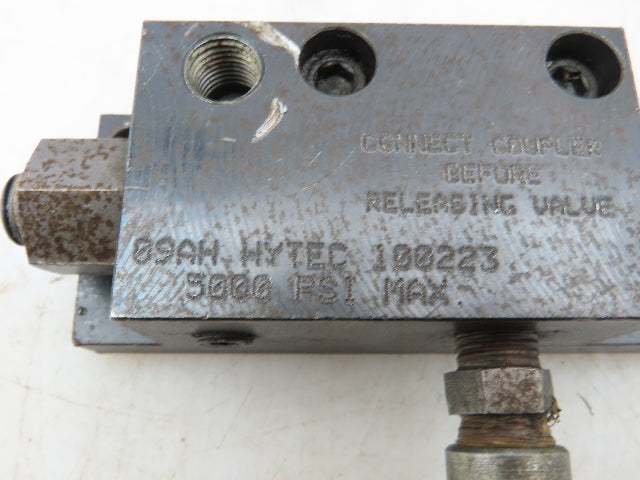 CONNECT COUPLER
BEFORE
RELEASING VALVE
09AH HYTEC 100223
5000 PSI MAX.